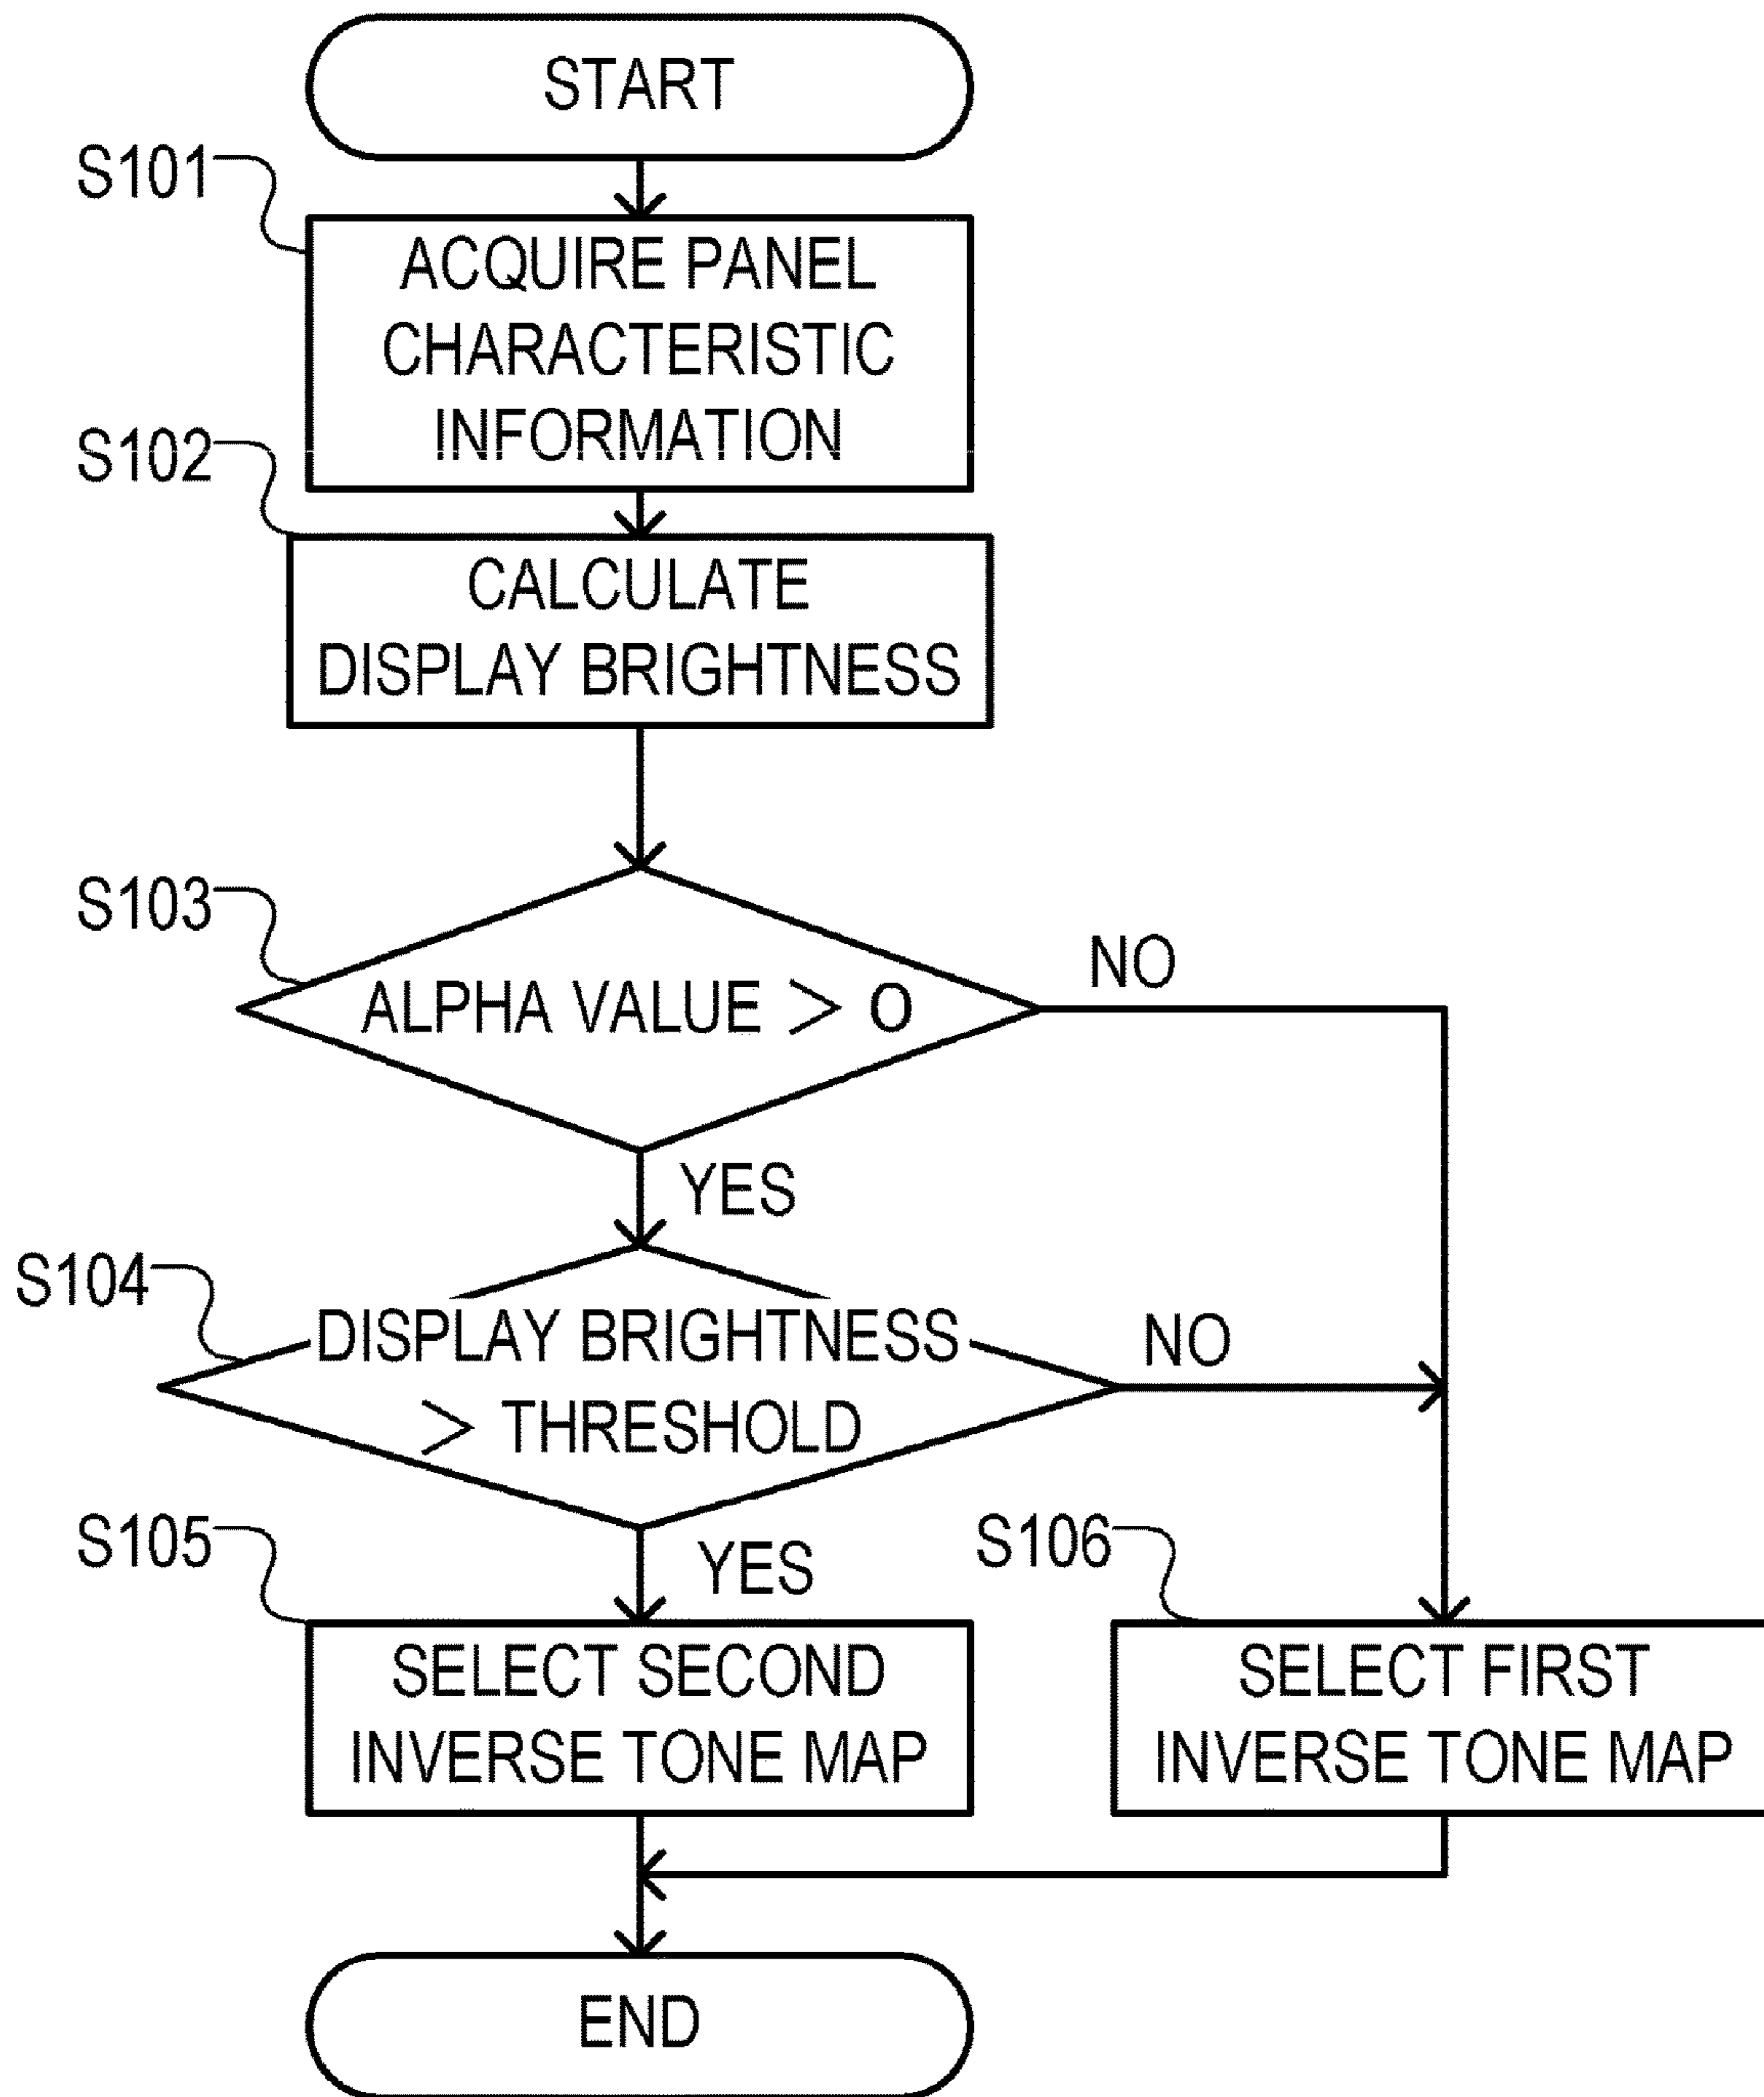 START
S101
ACQUIRE PANEL
CHARACTERISTIC
INFORMATION
S102
CALCULATE
DISPLAY BRIGHTNESS
S103
ALPHA VALUE > 0
NO
YES
S104
DISPLAY BRIGHTNESS
> THRESHOLD
NO
YES
S105
SELECT SECOND
INVERSE TONE MAP
S106
SELECT FIRST
INVERSE TONE MAP
END